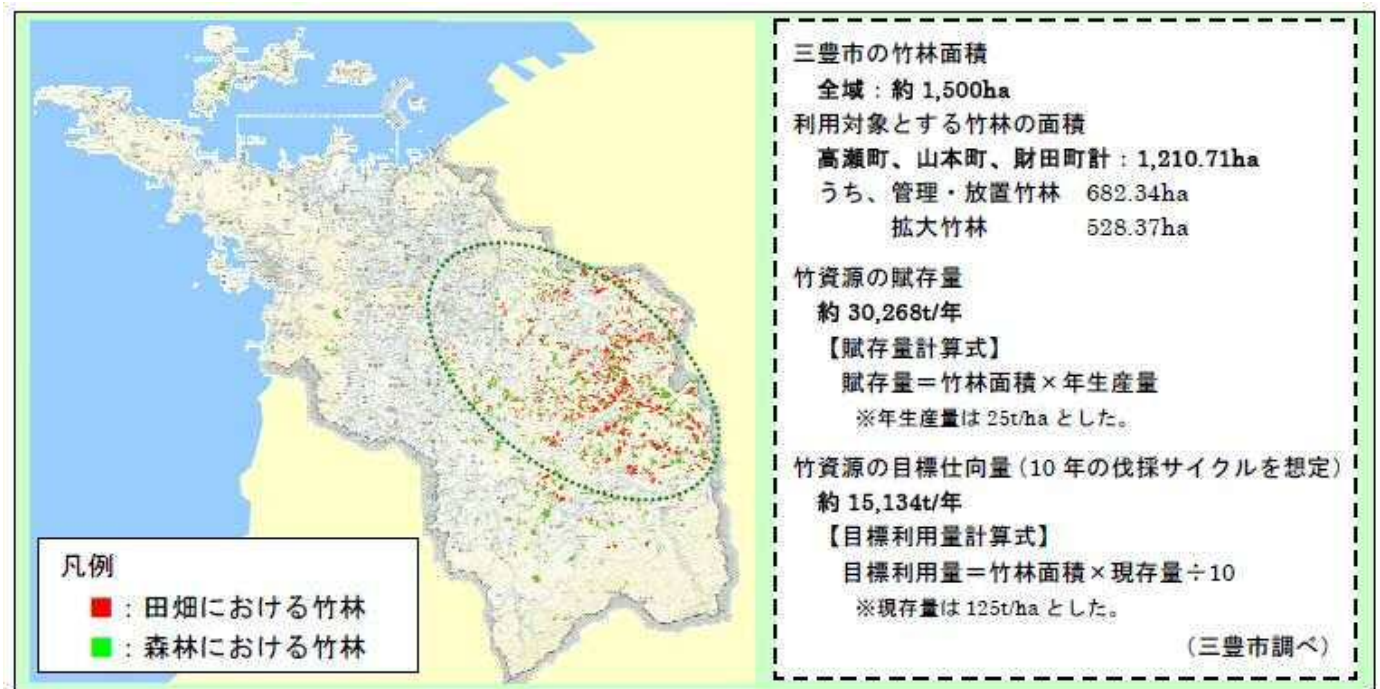 三豊市の竹林面積
全域：約 1,500ha
利用対象とする竹林の面積
高瀬町、山本町、財田町計：1,210.71ha
うち、管理・放置竹林 682.34ha
拡大竹林 528.37ha
竹資源の賦存量
約 30,268t/年
【賦存量計算式】
賦存量＝竹林面積×年生産量
※年生産量は 25t/ha とした。
竹資源の目標仕向量（10 年の伐採サイクルを想定）
約 15,134t/年
【目標利用量計算式】
目標利用量＝竹林面積×現存量÷10
※現存量は 125t/ha とした。
（三豊市調べ）
凡例
：田畑における竹林
：森林における竹林